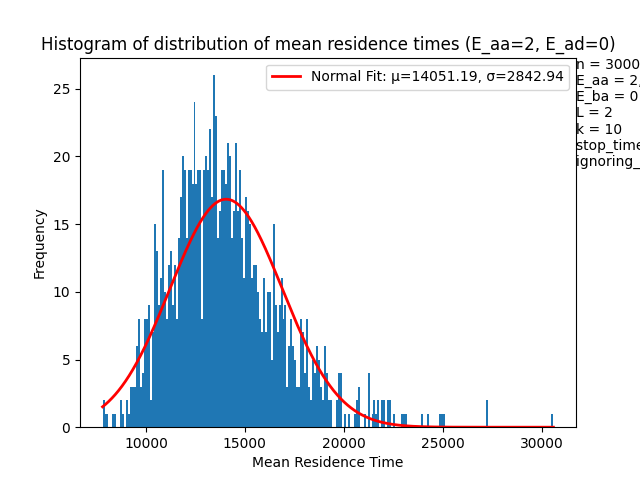 Histogram of distribution of mean residence times (E_aa=2, E_ad=0)
n = 3000
E_aa = 2,
E_ba = 0
L = 2
k = 10
stop_time
ignoring_
Normal Fit: μ=14051.19, σ=2842.94
Frequency
25
20
15
10
5
0
10000 15000 20000 25000 30000
Mean Residence Time